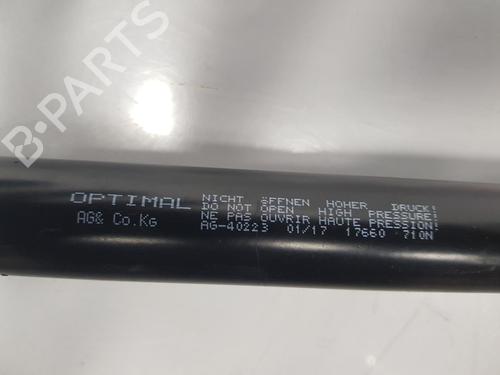 B-PARTS
OPTIMAL
AG& Co.Kg
NICHT ÖFFNEN HOHER DRUCK!
DO NOT OPEN HIGH PRESSURE!
NE PAS OUVRIR HAUTE PRESSION!
AG-40223 01/17 17660 710N